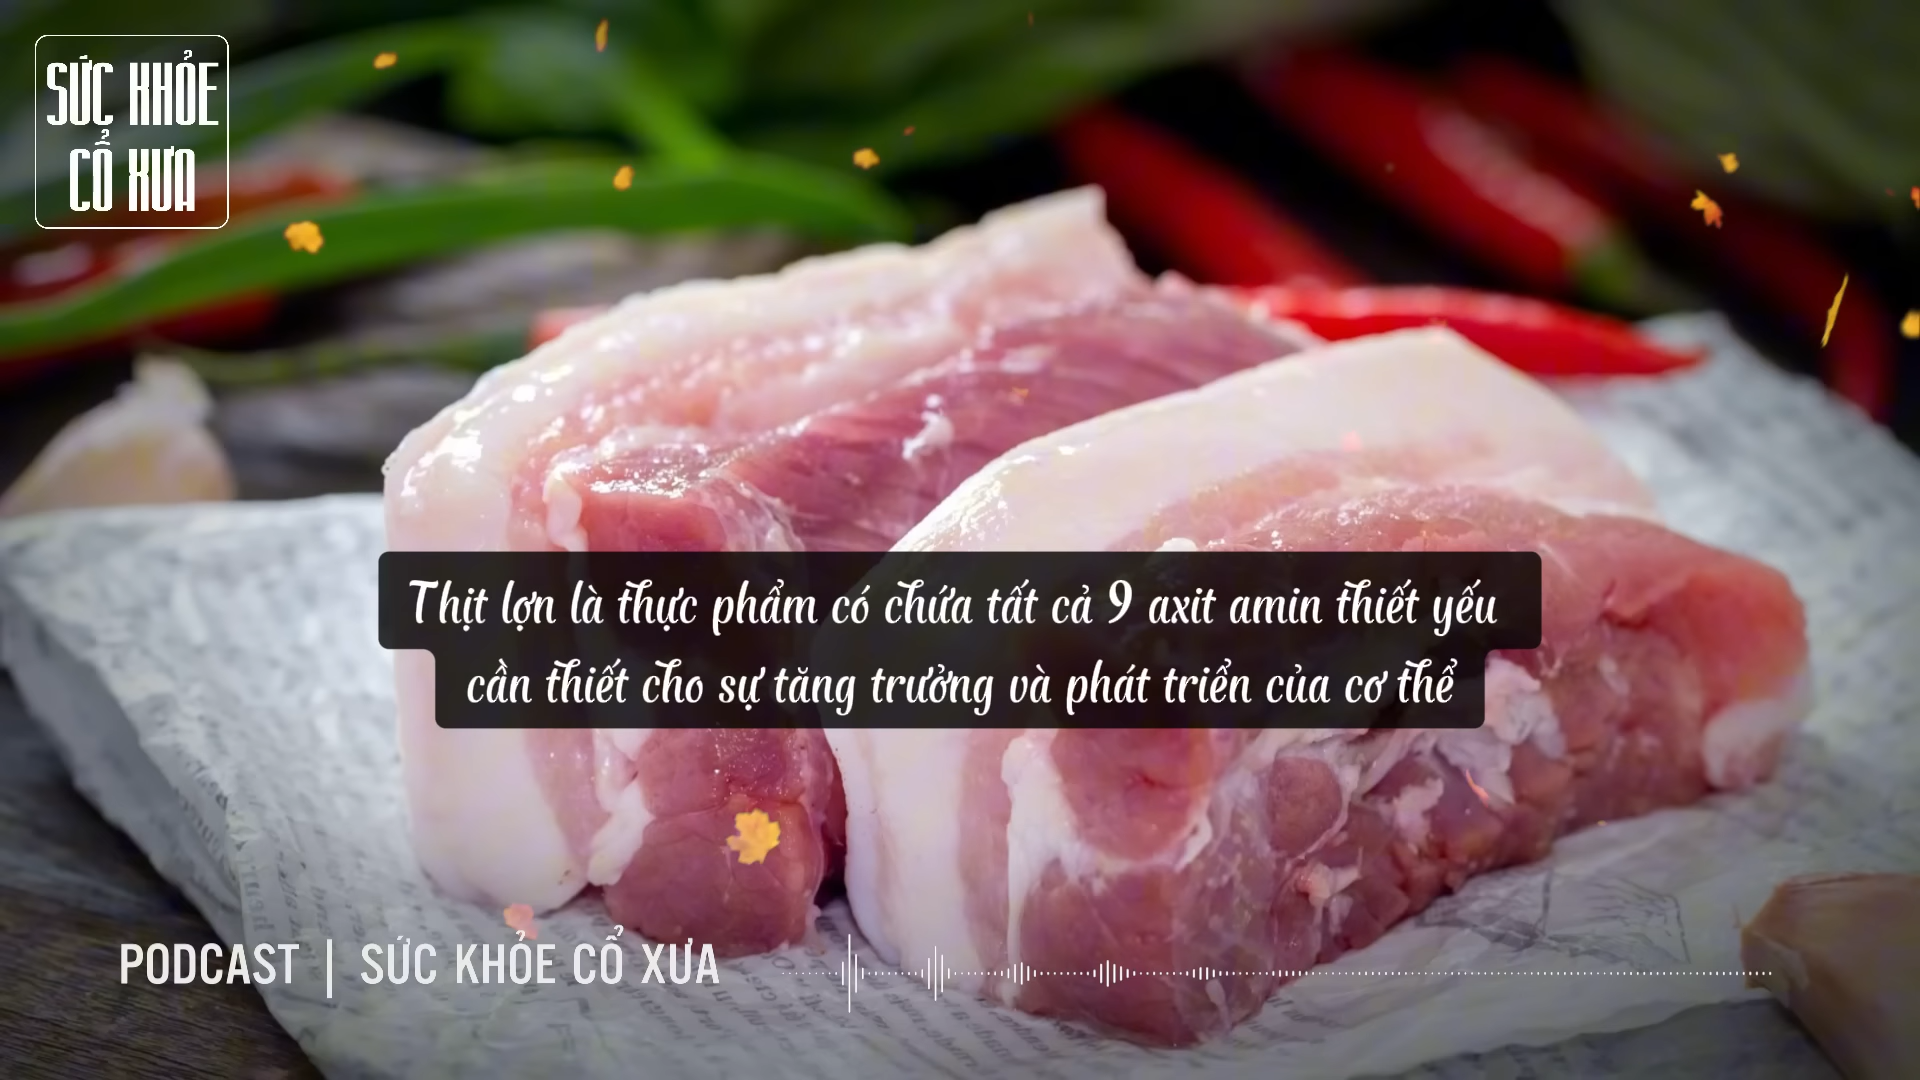 SỨC KHỎE
CỔ XƯA
Thịt lợn là thực phẩm có chứa tất cả 9 axit amin thiết yếu
cần thiết cho sự tăng trưởng và phát triển của cơ thể
PODCAST | SỨC KHỎE CỔ XƯA